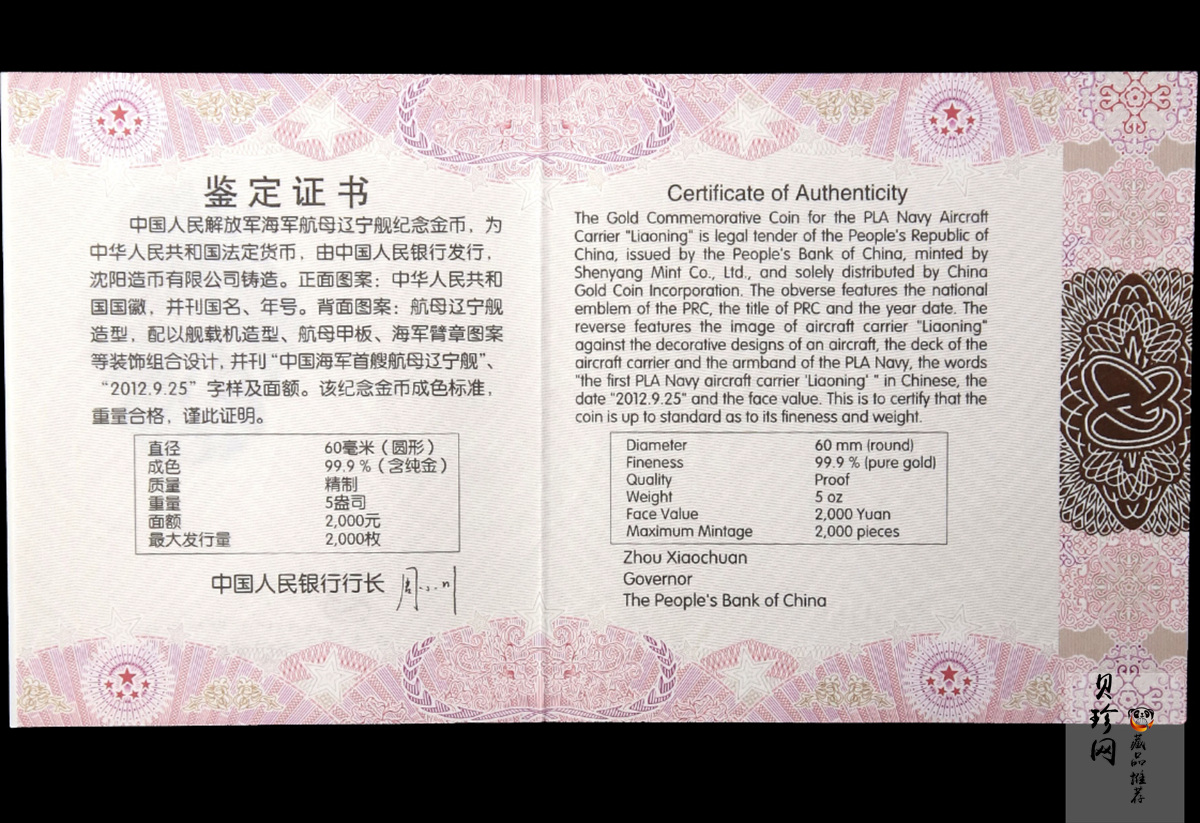 鉴定证书
中国人民解放军海军航母辽宁舰纪念金币，为
中华人民共和国法定货币，由中国人民银行发行，
沈阳造币有限公司铸造。正面图案：中华人民共和
国国徽，并刊国名、年号。背面图案：航母辽宁舰
造型，配以舰载机造型、航母甲板、海军臂章图案
等装饰组合设计，并刊“中国海军首艘航母辽宁舰”、
“2012.9.25”字样及面额。该纪念金币成色标准，
重量合格，谨此证明。
直径 60毫米（圆形）
成色 99.9％（含纯金）
质量 精制
重量 5盎司
面额 2,000元
最大发行量 2,000枚
中国人民银行行长 周小川
Certificate of Authenticity
The Gold Commemorative Coin for the PLA Navy Aircraft
Carrier "Liaoning" is legal tender of the People's Republic of
China, issued by the People's Bank of China, minted by
Shenyang Mint Co., Ltd., and solely distributed by China
Gold Coin Incorporation. The obverse features the national
emblem of the PRC, the title of PRC and the year date. The
reverse features the image of aircraft carrier "Liaoning"
against the decorative designs of an aircraft, the deck of the
aircraft carrier and the armband of the PLA Navy, the words
"the first PLA Navy aircraft carrier 'Liaoning' " in Chinese, the
date "2012.9.25" and the face value. This is to certify that the
coin is up to standard as to its fineness and weight.
Diameter 60 mm (round)
Fineness 99.9 % (pure gold)
Quality Proof
Weight 5 oz
Face Value 2,000 Yuan
Maximum Mintage 2,000 pieces
Zhou Xiaochuan
Governor
The People's Bank of China
贝珍网
藏品推荐